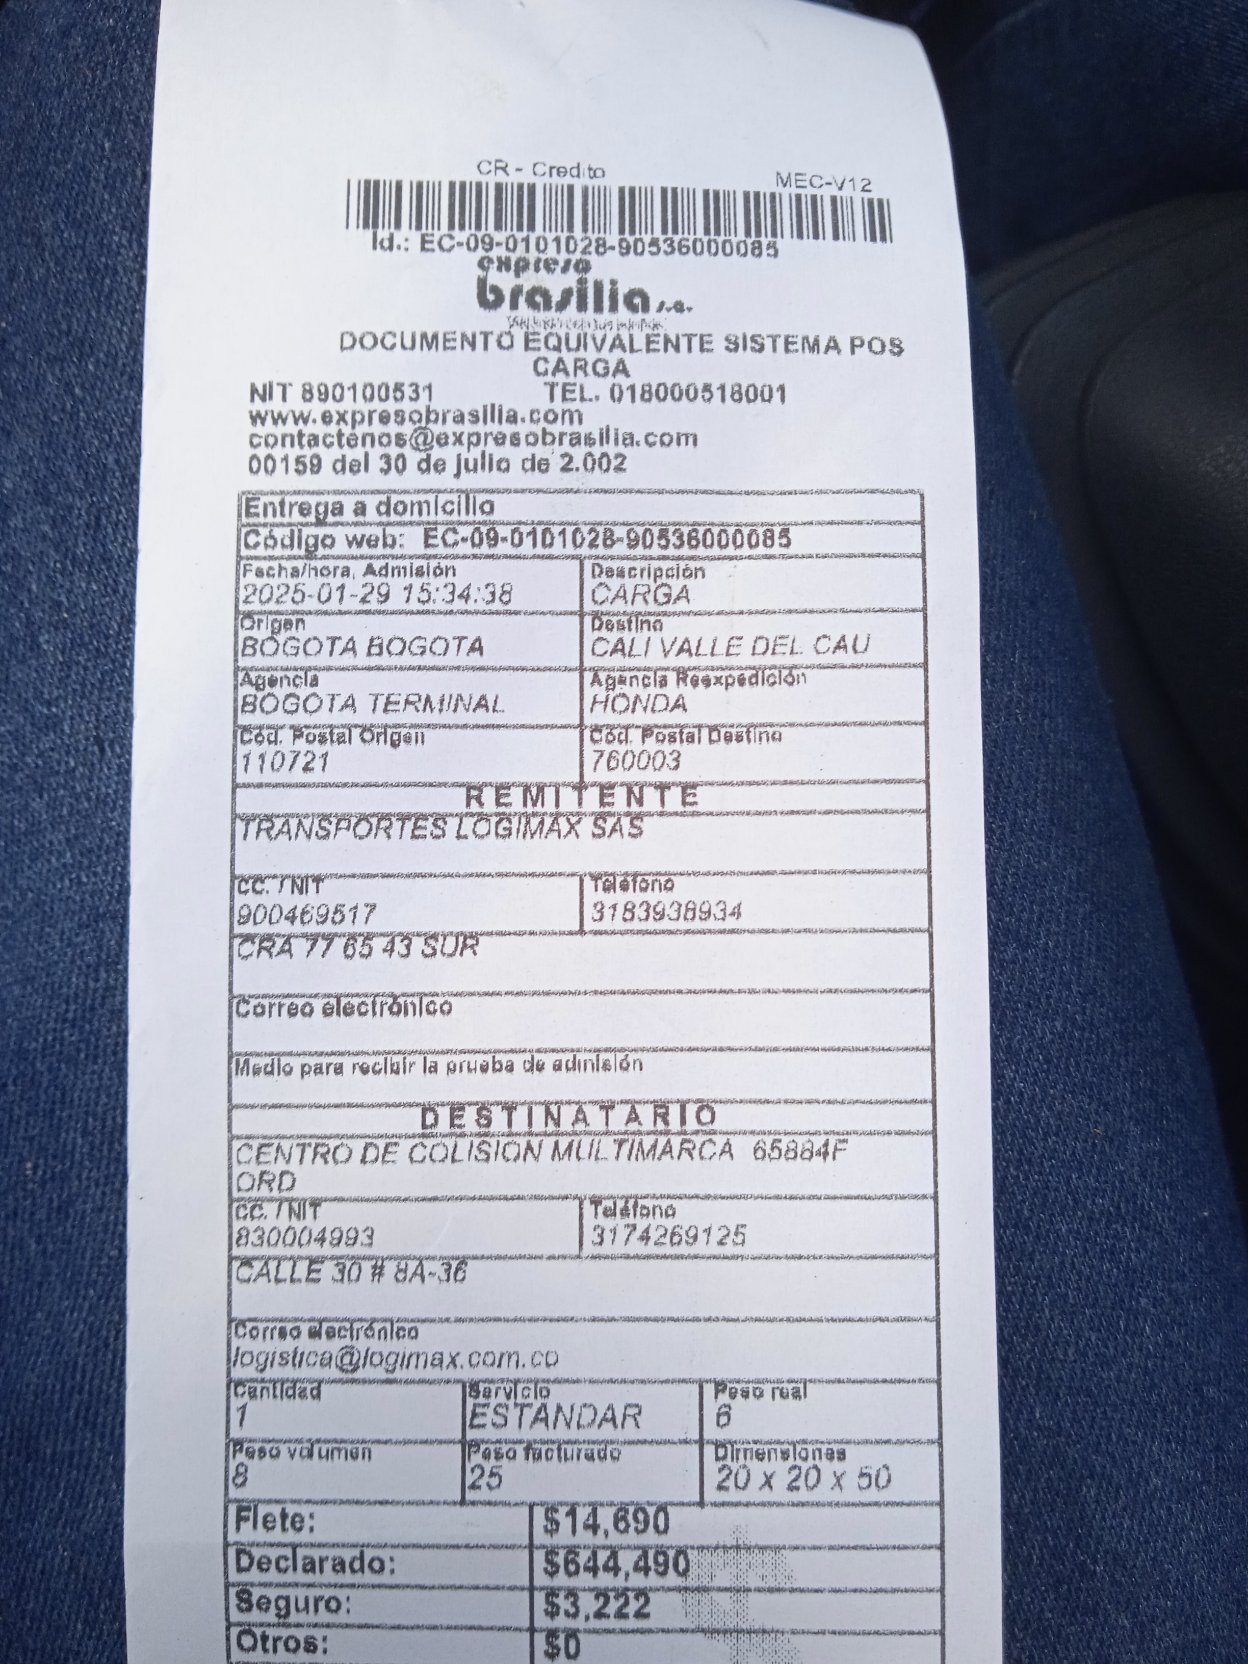 CR - Credito MEC-V12
Id.: EC-09-0101028-90536000085
expreso
brasilia s.a.
DOCUMENTO EQUIVALENTE SISTEMA POS
CARGA
NIT 890100531 TEL. 018000518001
www.expresobrasilia.com
contactenos@expresobrasilia.com
00159 del 30 de julio de 2.002
Entrega a domicilio
Código web: EC-09-0101028-90536000085
Fecha/hora, Admisión Descripción
2025-01-29 15:34:38 CARGA
Origen Destino
BOGOTA BOGOTA CALI VALLE DEL CAU
Agencia Agencia Reexpedición
BOGOTA TERMINAL HONDA
Cód. Postal Origen Cód. Postal Destino
110721 760003
REMITENTE
TRANSPORTES LOGIMAX SAS
CC. / NIT Teléfono
900469517 3183938934
CRA 77 65 43 SUR
Correo electrónico
Medio para recibir la prueba de admisión
DESTINATARIO
CENTRO DE COLISION MULTIMARCA 65884F
ORD
CC. / NIT Teléfono
830004993 3174269125
CALLE 30 # 8A-36
Correo electrónico
logistica@logimax.com.co
Cantidad Servicio Peso real
1 ESTANDAR 6
Peso volumen Peso facturado Dimensiones
8 25 20 x 20 x 50
Flete: $14,690
Declarado: $644,490
Seguro: $3,222
Otros: $0